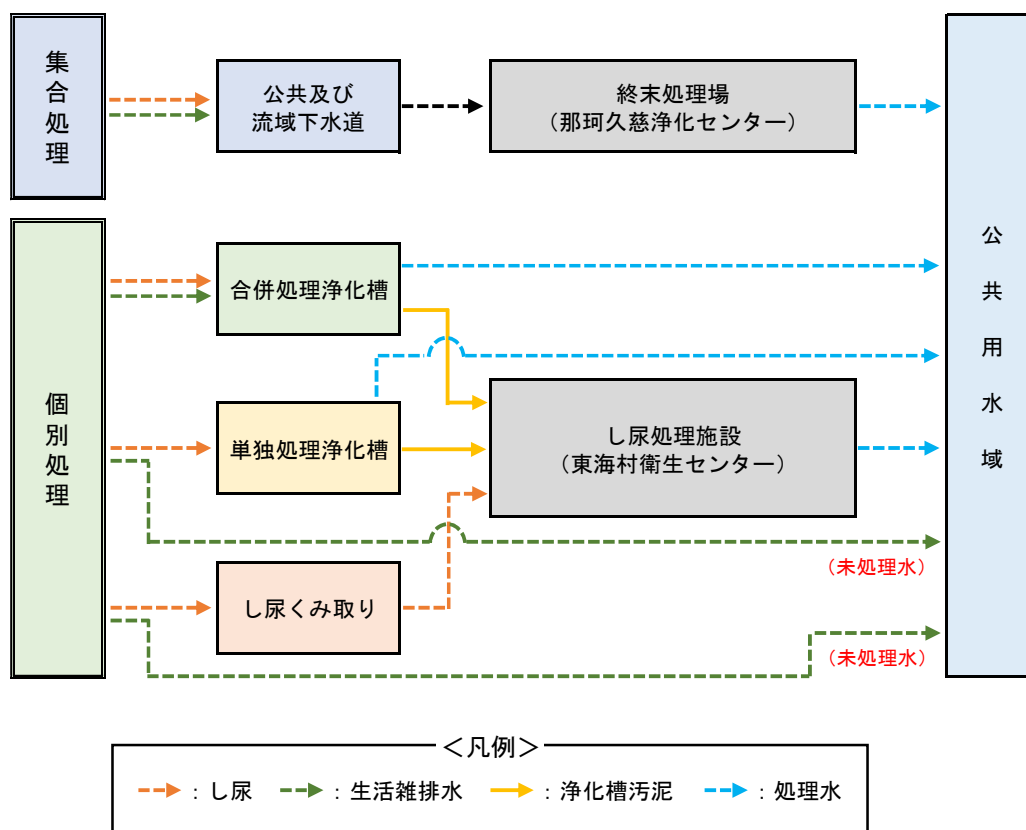 集合処理
公共及び
流域下水道
終末処理場
（那珂久慈浄化センター）
個別処理
合併処理浄化槽
単独処理浄化槽
し尿処理施設
（東海村衛生センター）
（未処理水）
し尿くみ取り
（未処理水）
公共用水域
＜凡例＞
：し尿
：生活雑排水
：浄化槽汚泥
：処理水